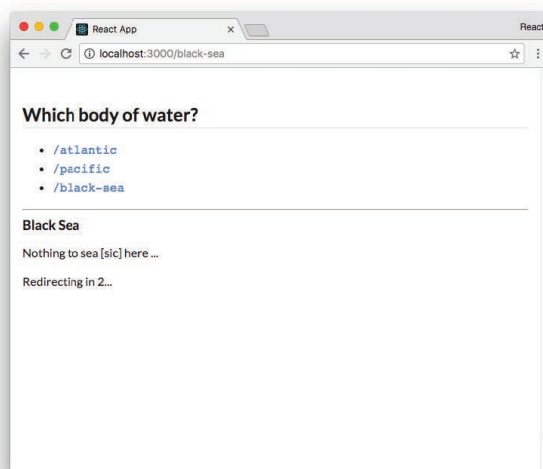 React App
React
localhost:3000/black-sea
Which body of water?
/atlantic
/pacific
/black-sea
Black Sea
Nothing to sea [sic] here ...
Redirecting in 2...